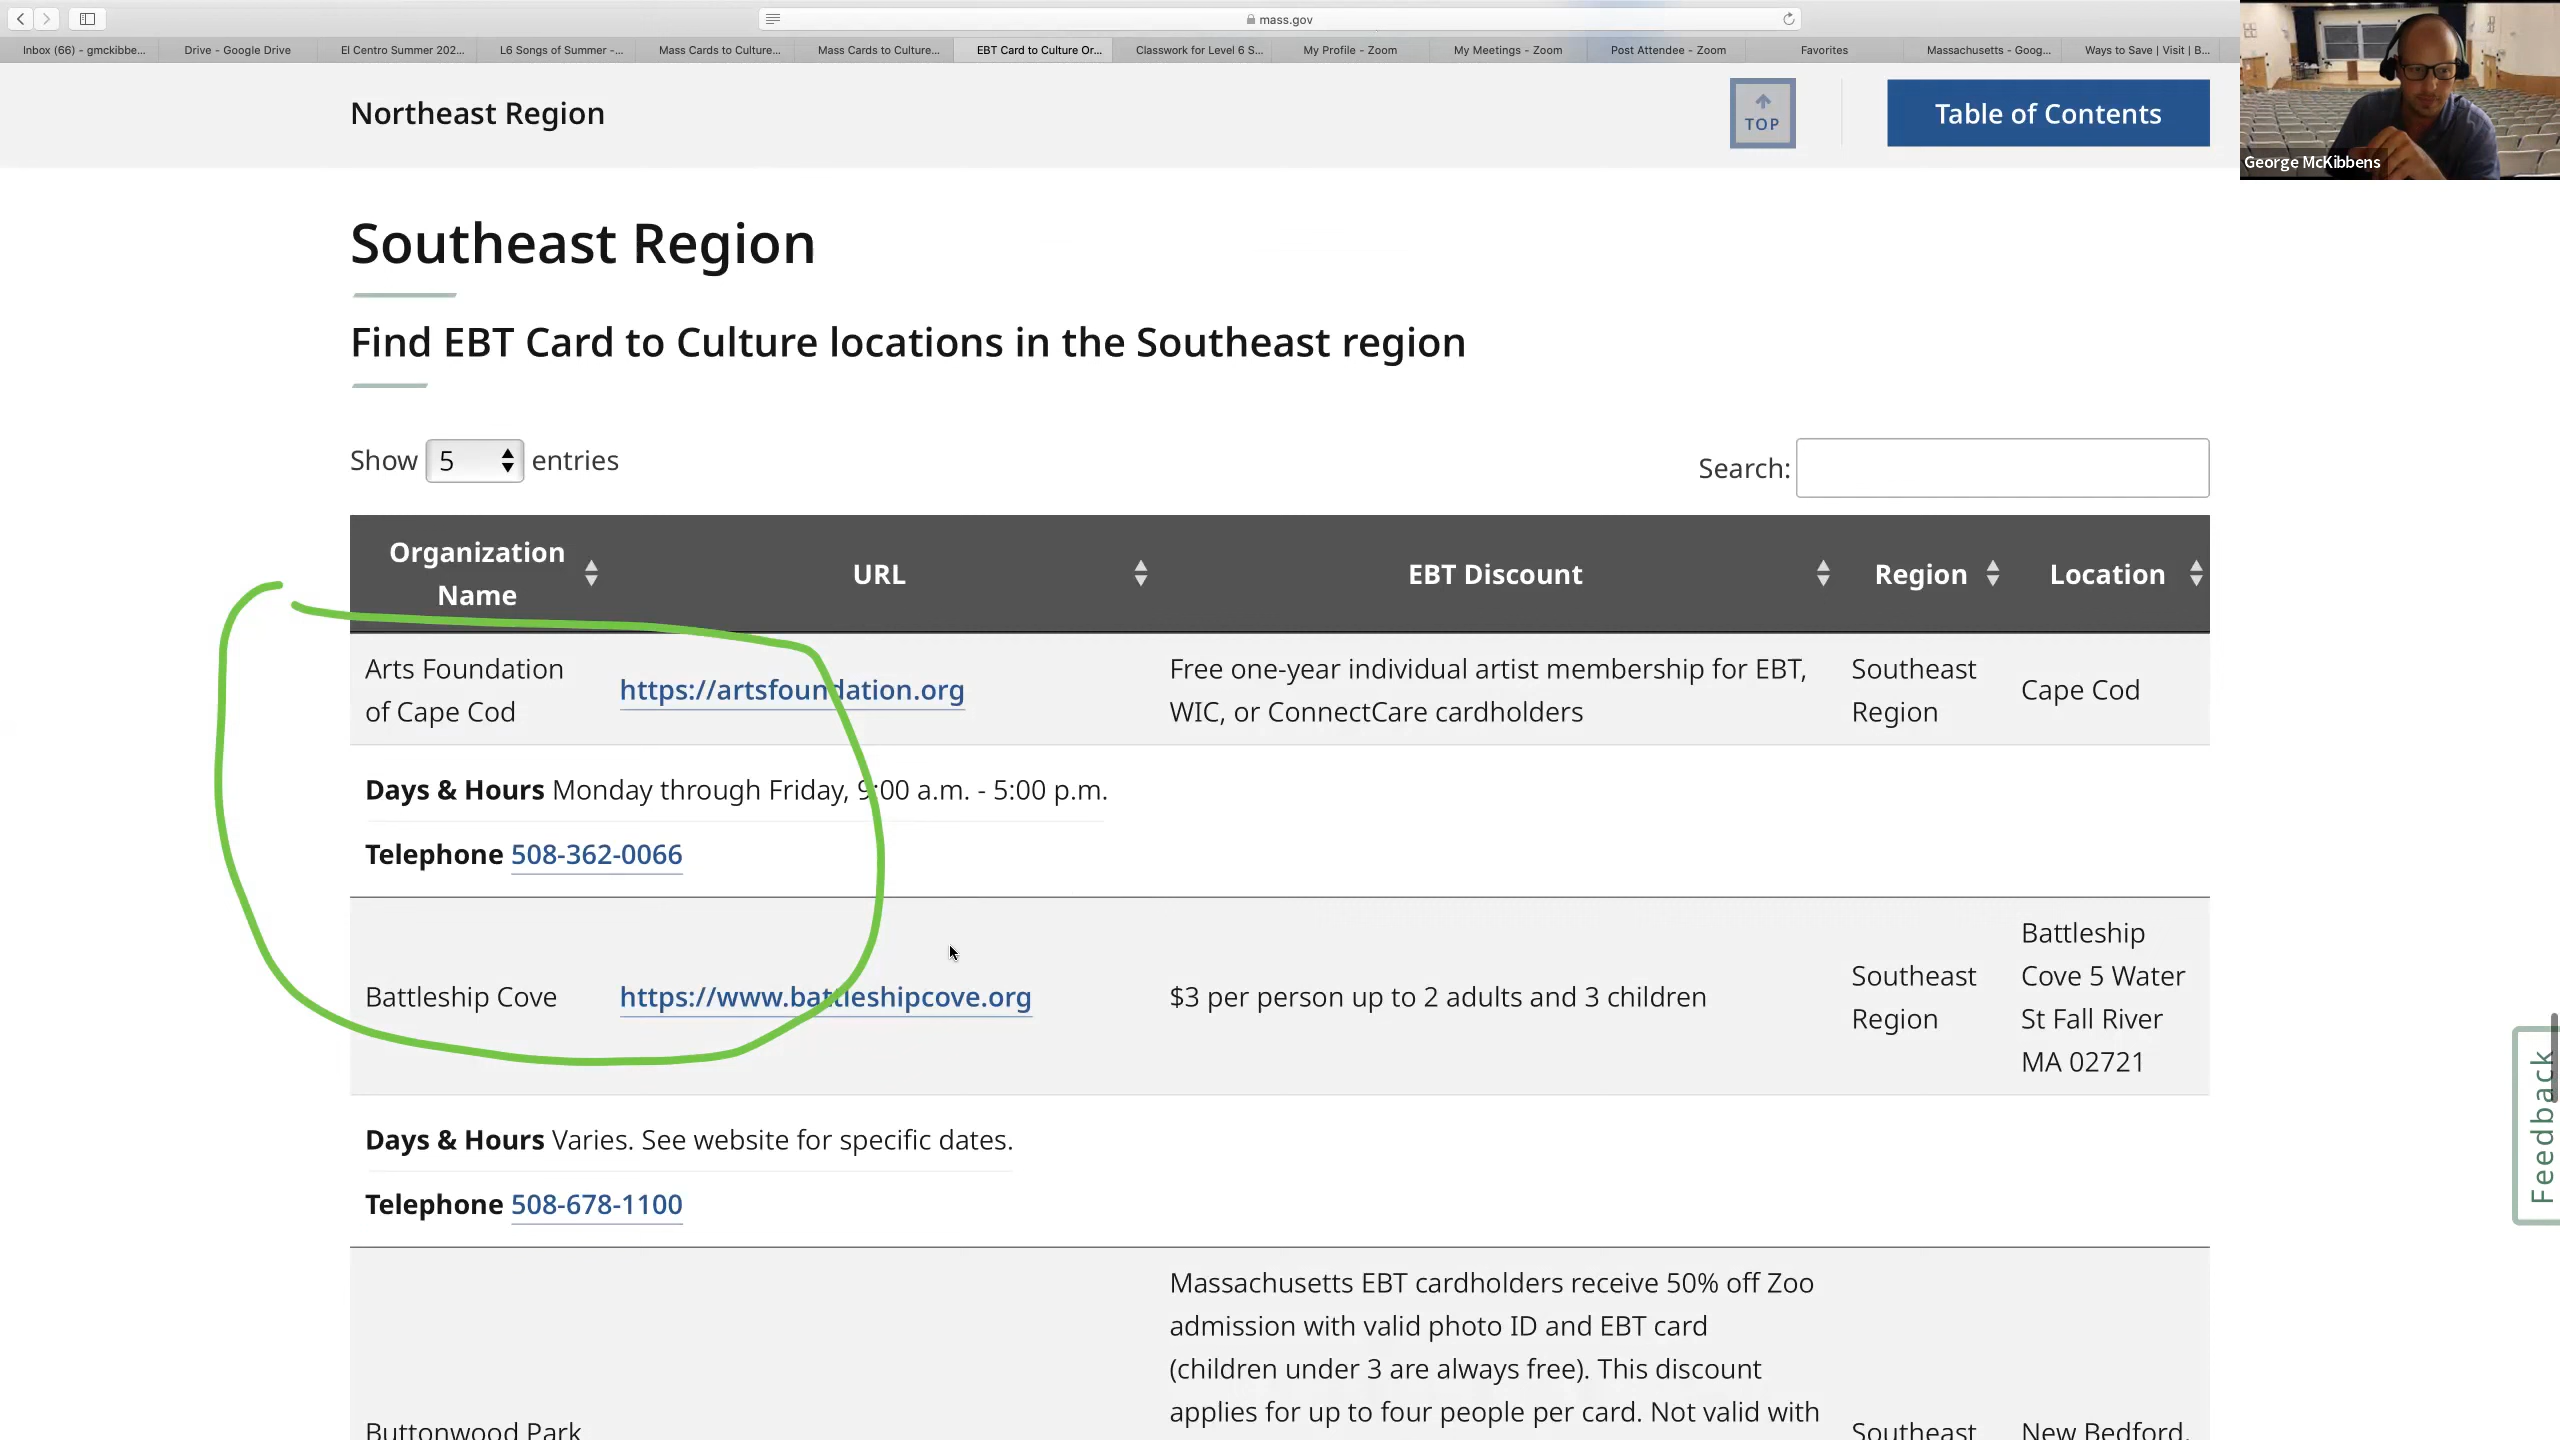 mass.gov
Inbox (66) - gmckibbe...
Drive - Google Drive
El Centro Summer 202...
L6 Songs of Summer -...
Mass Cards to Culture...
Mass Cards to Culture...
EBT Card to Culture Or...
Classwork for Level 6 S...
My Profile - Zoom
My Meetings - Zoom
Post Attendee - Zoom
Favorites
Massachusetts - Goog...
Ways to Save | Visit | B...
George McKibbens
Northeast Region
TOP
Table of Contents
Southeast Region
Find EBT Card to Culture locations in the Southeast region
Show 5 entries
Search:
Organization
Name
URL
EBT Discount
Region
Location
Arts Foundation
of Cape Cod
https://artsfoundation.org
Free one-year individual artist membership for EBT,
WIC, or ConnectCare cardholders
Southeast
Region
Cape Cod
Days & Hours Monday through Friday, 9:00 a.m. - 5:00 p.m.
Telephone 508-362-0066
Battleship Cove
https://www.battleshipcove.org
$3 per person up to 2 adults and 3 children
Southeast
Region
Battleship
Cove 5 Water
St Fall River
MA 02721
Days & Hours Varies. See website for specific dates.
Telephone 508-678-1100
Buttonwood Park
Massachusetts EBT cardholders receive 50% off Zoo
admission with valid photo ID and EBT card
(children under 3 are always free). This discount
applies for up to four people per card. Not valid with
Southeast
New Bedford,
Feedback